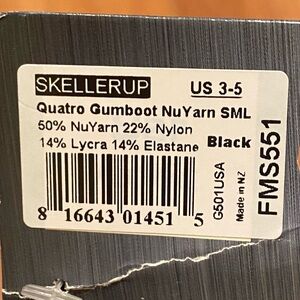 SKELLERUP US 3-5
Quatro Gumboot NuYarn SML
50% NuYarn 22% Nylon
14% Lycra 14% Elastane Black
8 16643 01451 5
G501USA
Made in NZ
FMS551